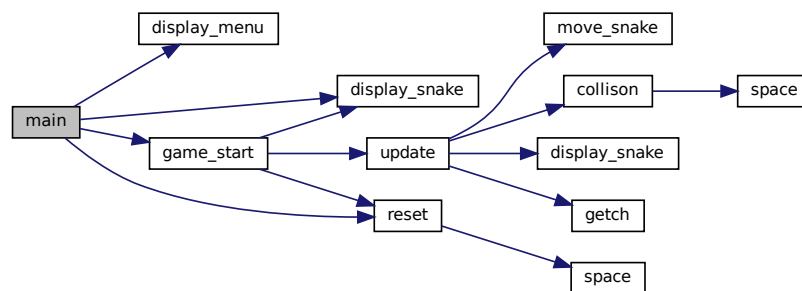 display_menu
move_snake
display_snake
collison
space
main
game_start
update
display_snake
reset
getch
space